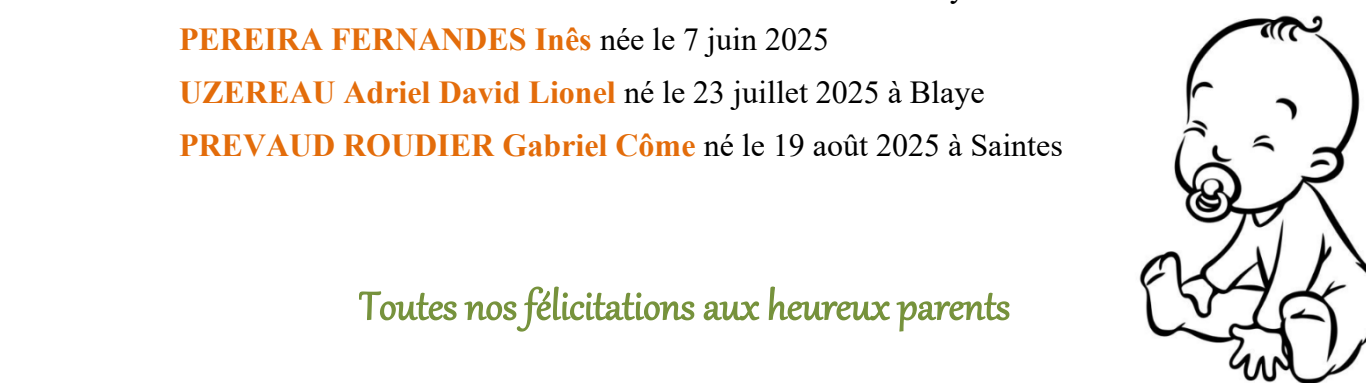 PEREIRA FERNANDES Inês née le 7 juin 2025
UZEREAU Adriel David Lionel né le 23 juillet 2025 à Blaye
PREVAUD ROUDIER Gabriel Côme né le 19 août 2025 à Saintes
Toutes nos félicitations aux heureux parents